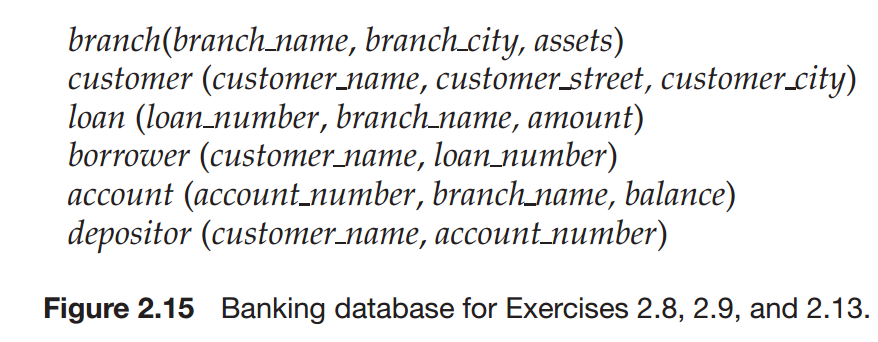 branch(branch_name, branch_city, assets)
customer (customer_name, customer_street, customer_city)
loan (loan_number, branch_name, amount)
borrower (customer_name, loan_number)
account (account_number, branch_name, balance)
depositor (customer_name, account_number)
Figure 2.15 Banking database for Exercises 2.8, 2.9, and 2.13.